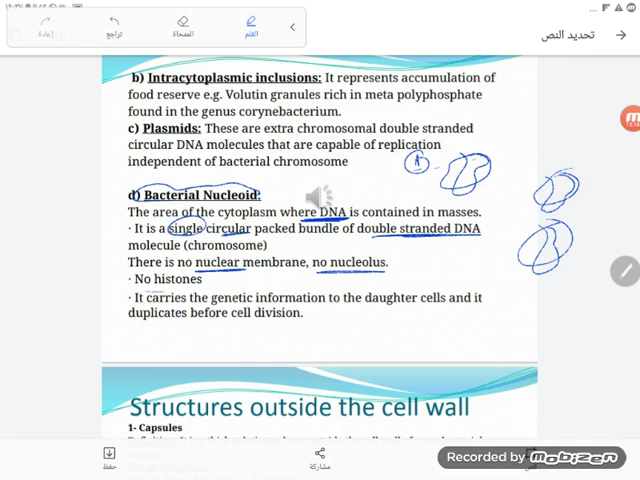 تحديد النص
القلم
الممحاة
تراجع
إعادة
b) Intracytoplasmic inclusions: It represents accumulation of
food reserve e.g. Volutin granules rich in meta polyphosphate
found in the genus corynebacterium.
c) Plasmids: These are extra chromosomal double stranded
circular DNA molecules that are capable of replication
independent of bacterial chromosome
A
d) Bacterial Nucleoid:
The area of the cytoplasm where DNA is contained in masses.
· It is a single circular packed bundle of double stranded DNA
molecule (chromosome)
There is no nuclear membrane, no nucleolus.
· No histones
· It carries the genetic information to the daughter cells and it
duplicates before cell division.
Structures outside the cell wall
1- Capsules
حفظ
مشاركة
Recorded by mobizen